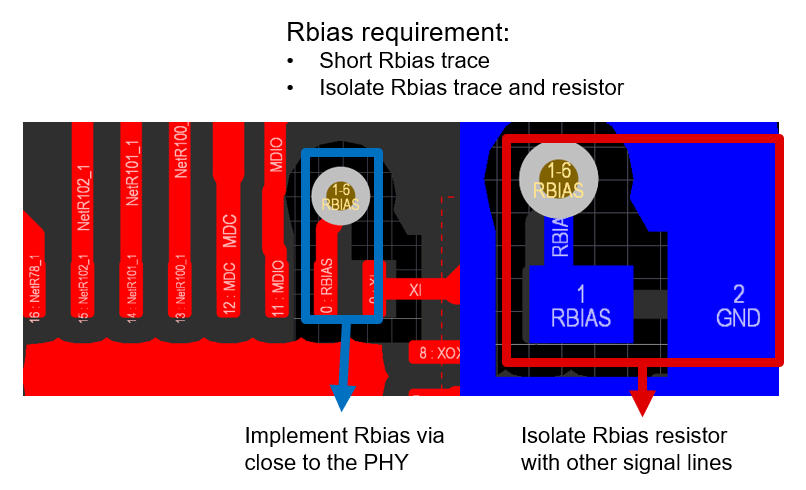 Rbias requirement:
• Short Rbias trace
• Isolate Rbias trace and resistor
NetR102_1
NetR101_1
NetR100_
MDC
MDIO
1-6
RBIAS
16 : NetR78_1
15 : NetR102_1
14 : NetR101_1
13 : NetR100_1
12 : MDC
11 : MDIO
0 : RBIAS
XI
8 : XO
1-6
RBIAS
RBIA
1
RBIAS
2
GND
Implement Rbias via
close to the PHY
Isolate Rbias resistor
with other signal lines